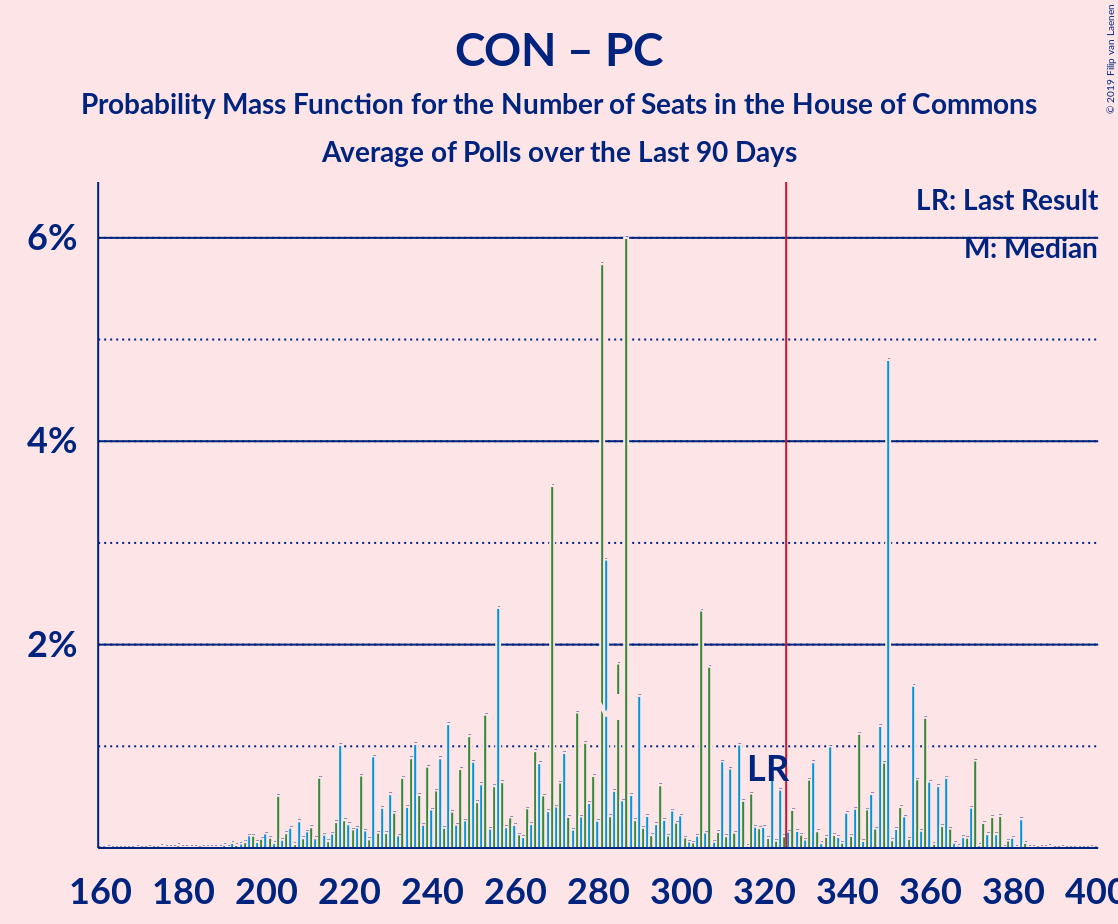 CON – PC
Probability Mass Function for the Number of Seats in the House of Commons
Average of Polls over the Last 90 Days
© 2019 Filip van Laenen
LR: Last Result
M: Median
6%
4%
2%
LR
160 180 200 220 240 260 280 300 320 340 360 380 400